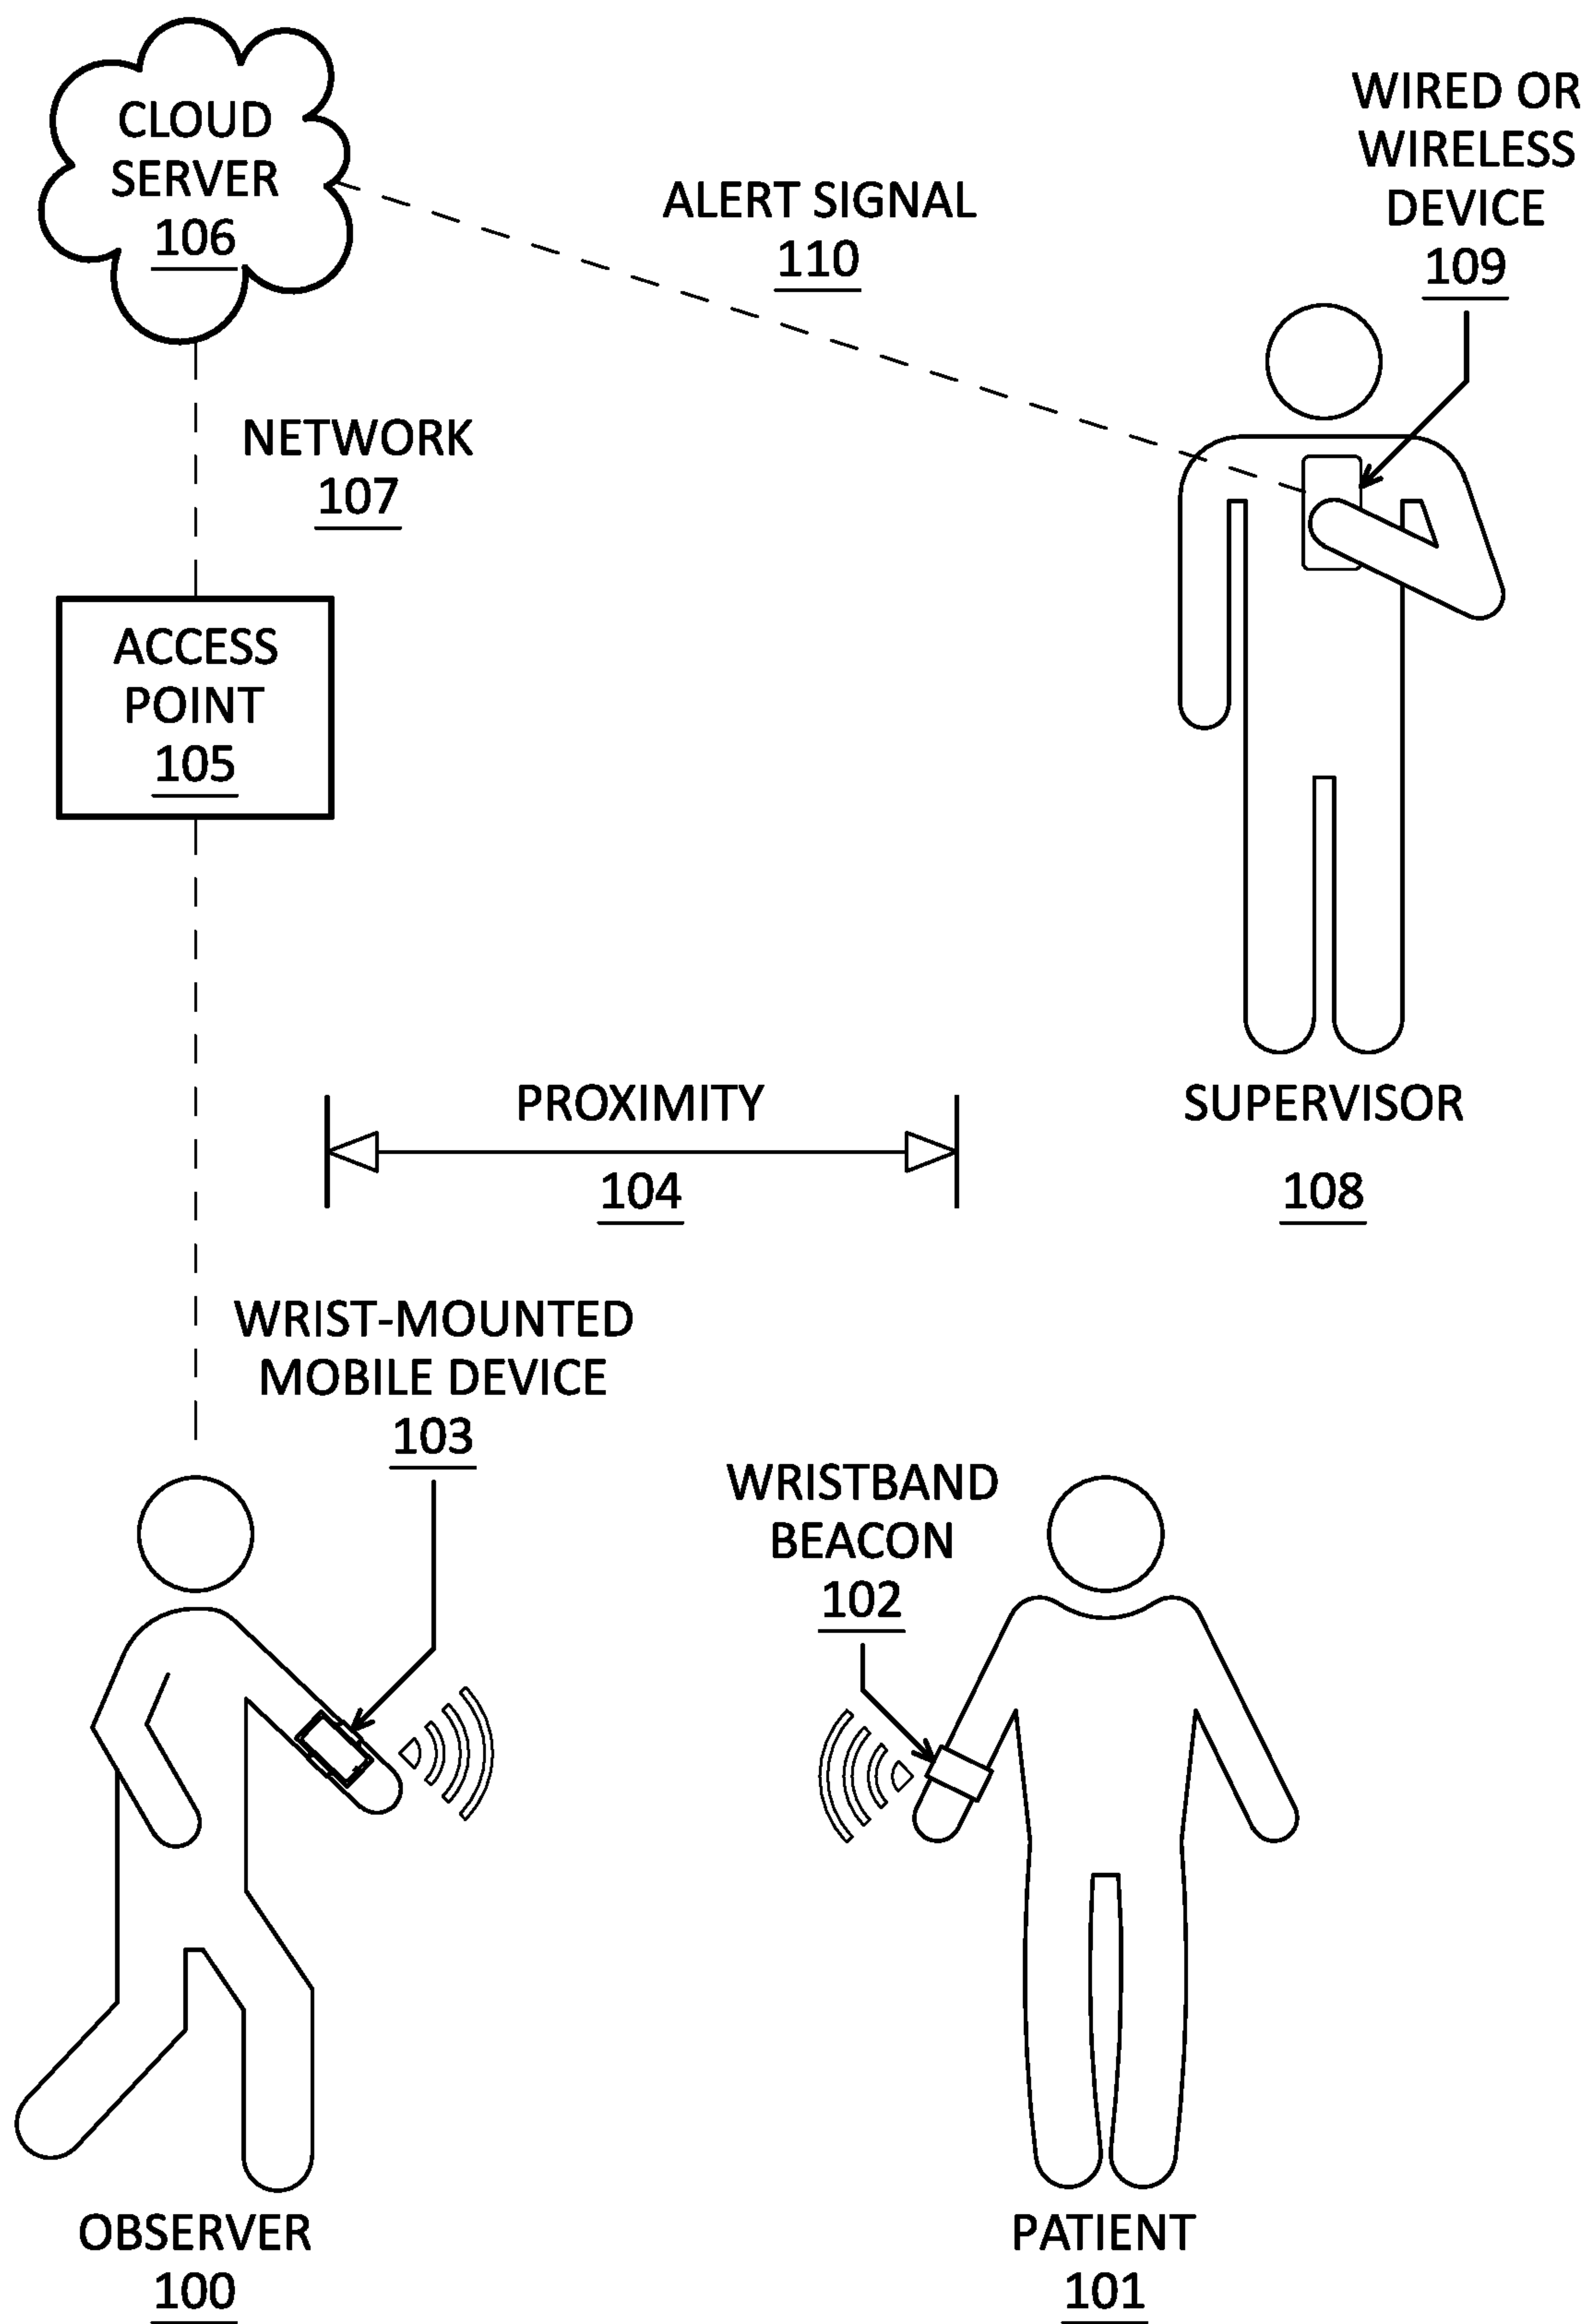 CLOUD
SERVER
106
WIRED OR
WIRELESS
DEVICE
109
ALERT SIGNAL
110
NETWORK
107
ACCESS
POINT
105
PROXIMITY
104
SUPERVISOR
108
WRIST-MOUNTED
MOBILE DEVICE
103
WRISTBAND
BEACON
102
OBSERVER
100
PATIENT
101